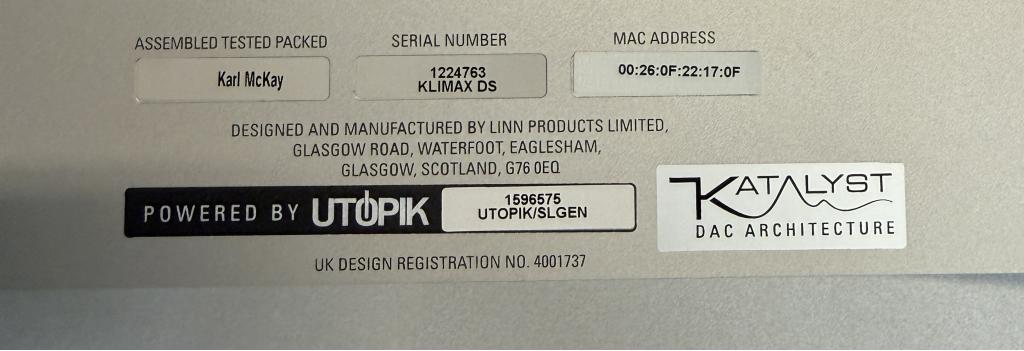 ASSEMBLED TESTED PACKED
Karl McKay
SERIAL NUMBER
1224763
KLIMAX DS
MAC ADDRESS
00:26:0F:22:17:0F
DESIGNED AND MANUFACTURED BY LINN PRODUCTS LIMITED,
GLASGOW ROAD, WATERFOOT, EAGLESHAM,
GLASGOW, SCOTLAND, G76 0EQ
POWERED BY UTOPIK
1596575
UTOPIK/SLGEN
KATALYST
DAC ARCHITECTURE
UK DESIGN REGISTRATION NO. 4001737